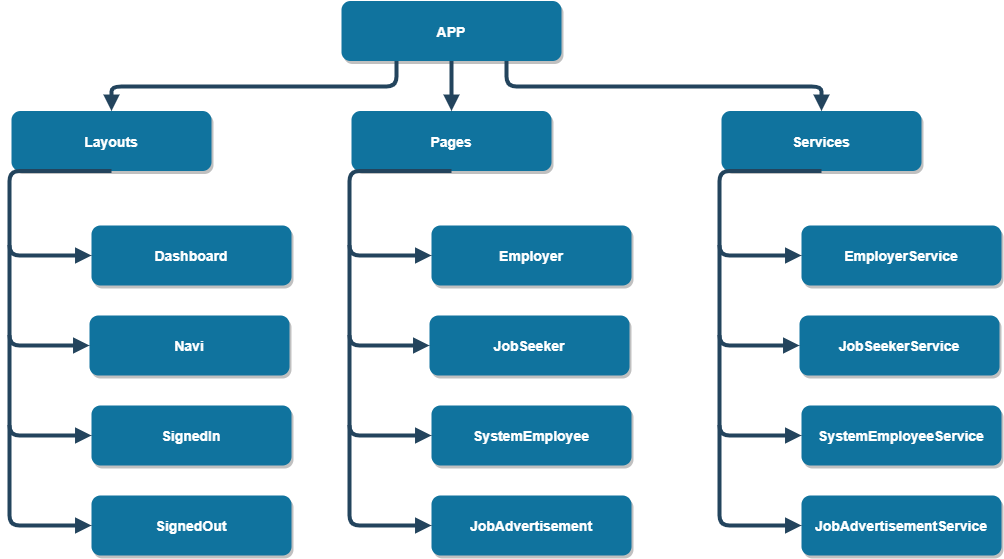 APP
Layouts
Pages
Services
Dashboard
Employer
EmployerService
Navi
JobSeeker
JobSeekerService
SignedIn
SystemEmployee
SystemEmployeeService
SignedOut
JobAdvertisement
JobAdvertisementService